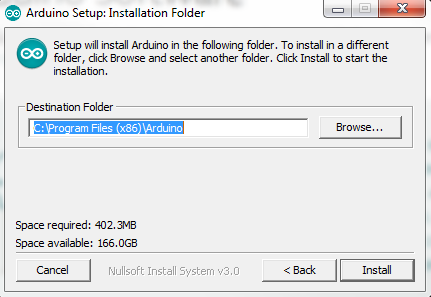 Arduino Setup: Installation Folder
Setup will install Arduino in the following folder. To install in a different
folder, click Browse and select another folder. Click Install to start the
installation.
Destination Folder
C:\Program Files (x86)\Arduino
Browse...
Space required: 402.3MB
Space available: 166.0GB
Cancel
Nullsoft Install System v3.0
< Back
Install